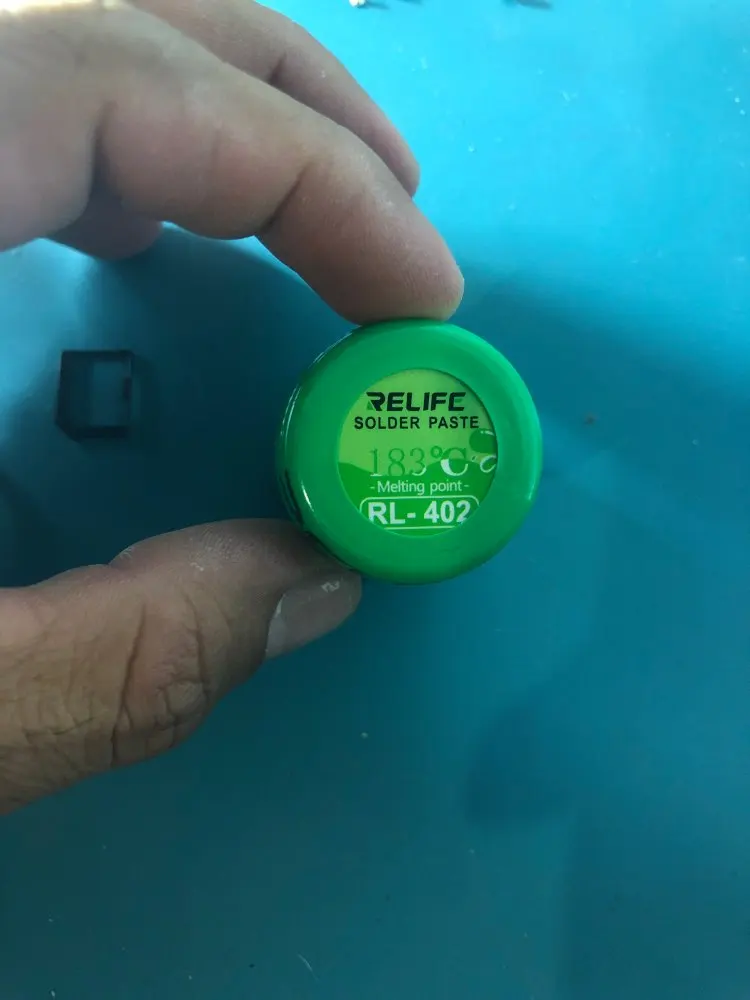 RELIFE
SOLDER PASTE
183°C
-Melting point-
RL-402